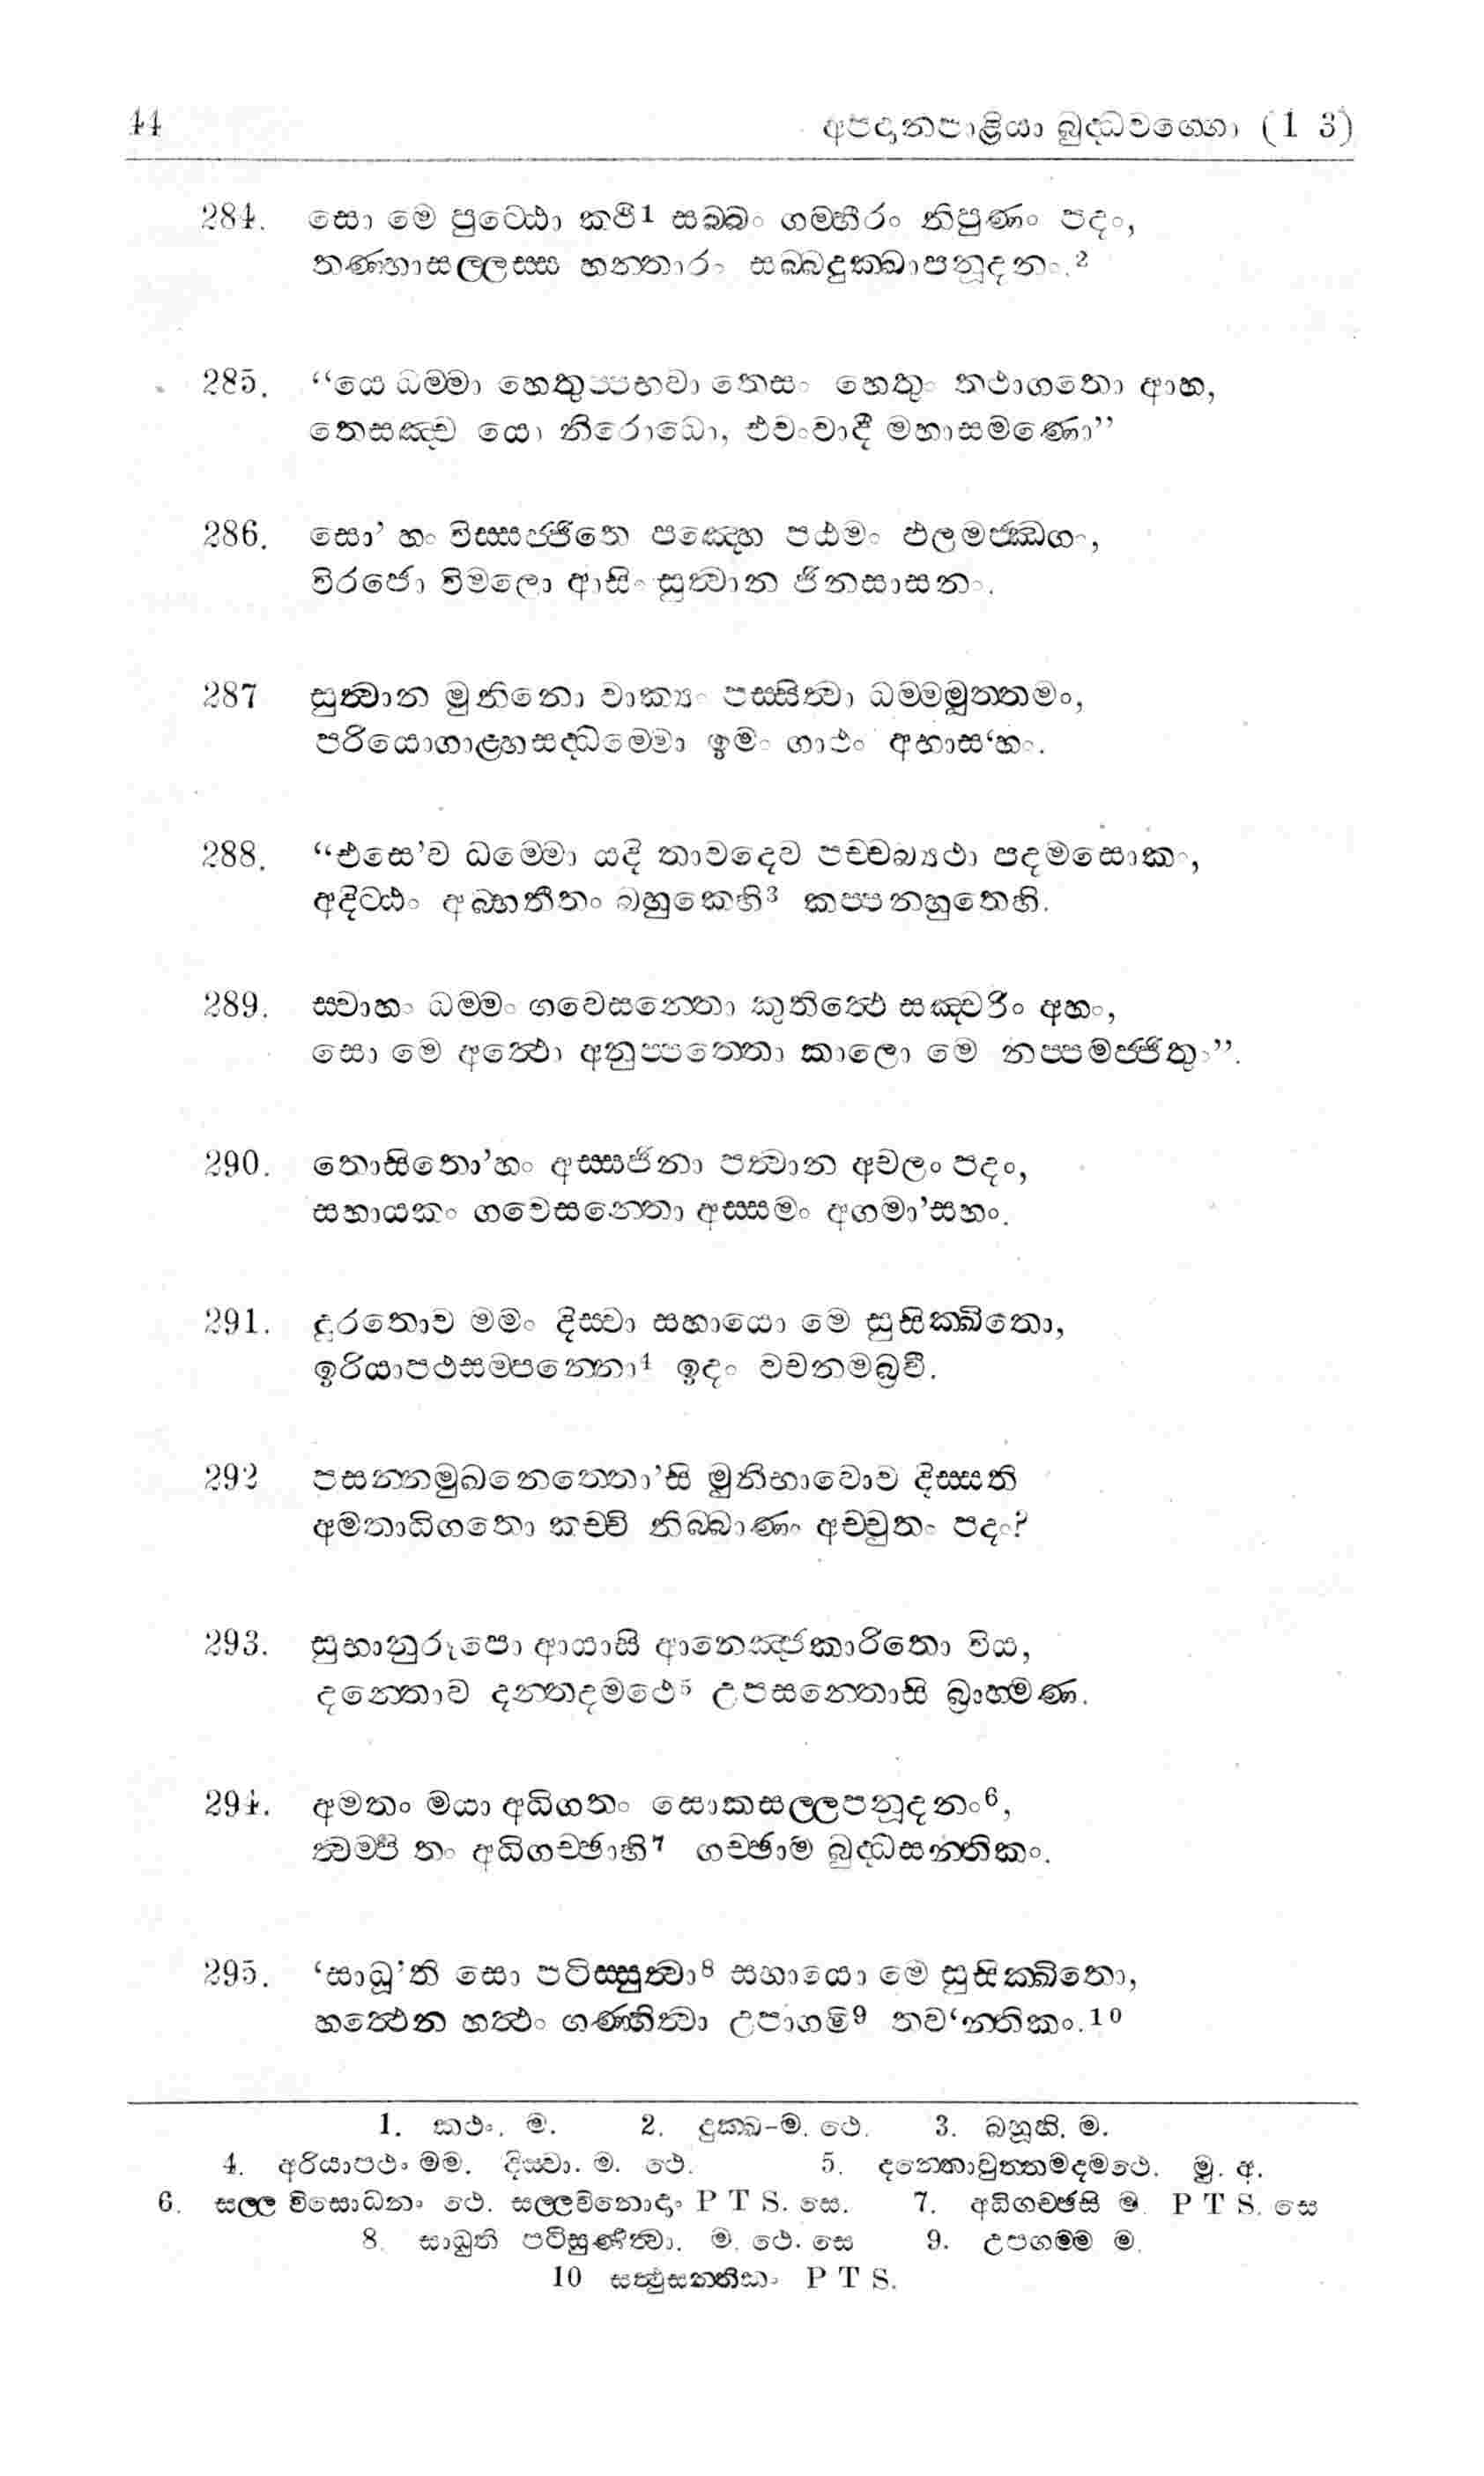 44
අපදානපාළියා බුද්ධවග්ගො (1 3)
284. සො මෙ පුට්ඨො කපී1 සබ්බං ගම්භීරං නිපුණං පදං,
තණ්හාසල්ලස්ස හන්තාරං සබ්බදුක්ඛාපනූදනං.2
285. “යෙ ධම්මා හෙතුප්පභවා තෙසං හෙතුං තථාගතො ආහ,
තෙසඤ්ච යො නිරොධො, එවංවාදී මහාසමණො”
286. සො’ හං විස්සජ්ජිතෙ පඤ්හෙ පඨමං ඵලමජ්ඣගං,
විරජො විමලො ආසිං සුත්වාන ජිනසාසනං.
287 සුත්වාන මුනිනො වාක්‍යං පස්සිත්වා ධම්මමුත්තමං,
පරියොගාළ්හසද්ධම්මො ඉමං ගාථං අභාස‘හං.
288. “එසෙ’ව ධම්මො යදි තාවදෙව පච්චබ්‍යථා පදමසොකං,
අදිට්ඨං අබ්භතීතං බහුකෙහි3 කප්පනහුතෙහි.
289. ස්වාහං ධම්මං ගවෙසන්තො කුතිත්ථෙ සඤ්චරිං අහං,
සො මෙ අත්ථො අනුප්පත්තො කාලො මෙ නප්පමජ්ජිතුං”.
290. තොසිතො’හං අස්සජිනා පත්වාන අචලං පදං,
සහායකං ගවෙසන්තො අස්සමං අගමා’සහං.
291. දූරතොව මමං දිස්වා සහායො මෙ සුසික්ඛිතො,
ඉරියාපථසම්පන්නො4 ඉදං වචනමබ්‍රවී.
292 පසන්නමුඛනෙත්තො’සි මුනිභාවොව දිස්සති
අමතාධිගතො කච්චි නිබ්බාණං අච්චුතං පදං?
293. සුභානුරූපො ආයාසි ආනෙඤ්ජකාරිතො විය,
දන්තොව දන්තදමථෙ5 උපසන්තොසි බ්‍රාහ්මණ.
294. අමතං මයා අධිගතං සොකසල්ලපනූදනං6,
ත්වම්පි තං අධිගච්ඡාහි7 ගච්ඡාම බුද්ධසන්තිකං.
295. ‘සාධූ’ති සො පටිස්සුත්වා8 සහායො මෙ සුසික්ඛිතො,
හත්ථෙන හත්ථං ගණ්හිත්වා උපාගමි9 තව‘න්තිකං.10
1. කථං. ම. 2. දුක්ඛ-ම. ථෙ. 3. බහූහි. ම.
4. අරියාපථං මම. දිස්වා. ම. ථෙ. 5. දන්තොවුත්තමදමථෙ. මු. අ.
6. සල්ල විසොධනං ථෙ. සල්ලවිනොදං P T S. සෙ. 7. අධිගච්ඡසි ම. P T S. සෙ
8. සාධුති පටිසුණිත්වා. ම. ථෙ. සෙ 9. උපගම්ම ම.
10 සත්ථුසන්තිකං P T S.